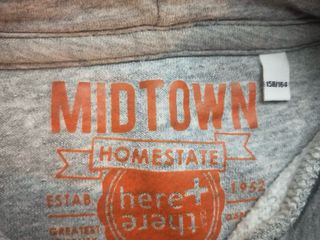 158/164
MIDTOWN
HOMESTATE
ESTAB. here+ 1952
there
GREATEST